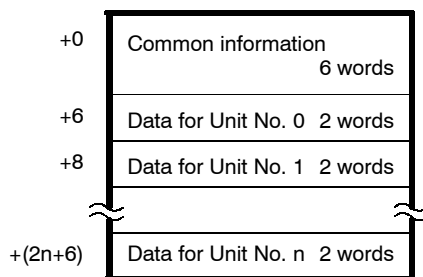 +0 Common information
6 words
+6 Data for Unit No. 0 2 words
+8 Data for Unit No. 1 2 words
+(2n+6) Data for Unit No. n 2 words